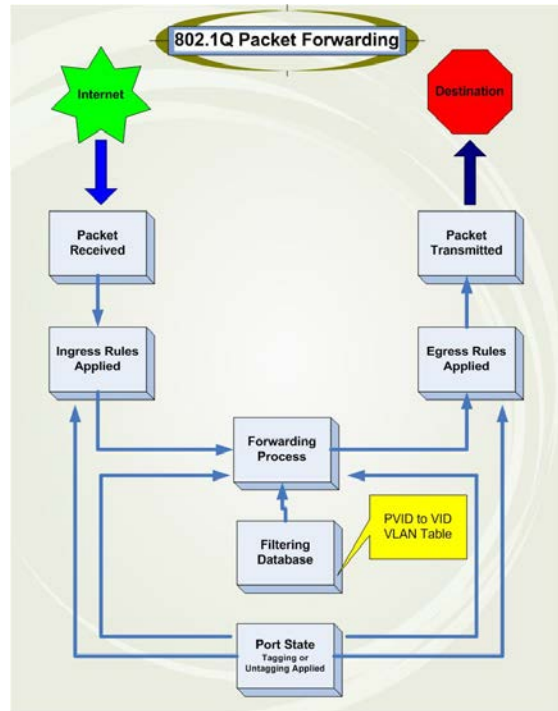 802.1Q Packet Forwarding
Internet
Destination
Packet
Received
Packet
Transmitted
Ingress Rules
Applied
Egress Rules
Applied
Forwarding
Process
PVID to VID
VLAN Table
Filtering
Database
Port State
Tagging or
Untagging Applied